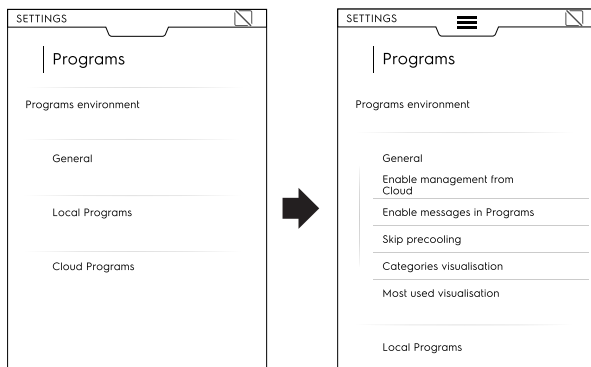 SETTINGS
Programs
Programs environment
General
Local Programs
Cloud Programs
SETTINGS
Programs
Programs environment
General
Enable management from
Cloud
Enable messages in Programs
Skip precooling
Categories visualisation
Most used visualisation
Local Programs